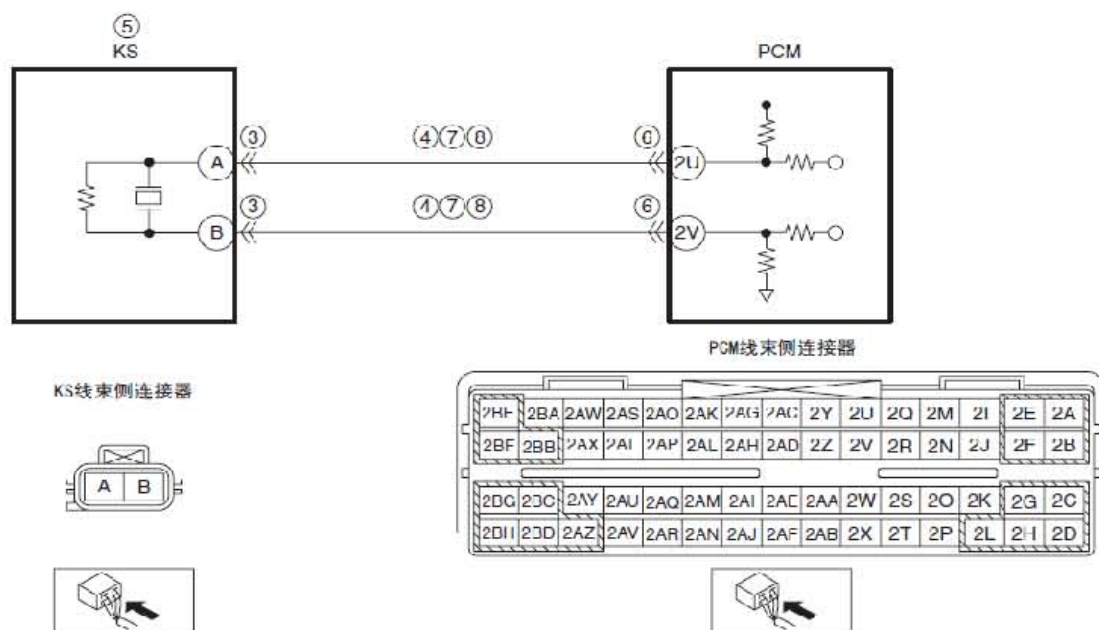 ⑤
KS
PCM
③ ④⑦⑧ ⑥
A 2U
③ ④⑦⑧ ⑥
B 2V
PCM线束侧连接器
KS线束侧连接器
A B
2BE 2BA 2AW 2AS 2AO 2AK 2AG 2AC 2Y 2U 2Q 2M 2I 2E 2A
2BF 2BB 2AX 2AT 2AP 2AL 2AH 2AD 2Z 2V 2R 2N 2J 2F 2B
2BG 2BC 2AY 2AU 2AQ 2AM 2AI 2AE 2AA 2W 2S 2O 2K 2G 2C
2BH 2BD 2AZ 2AV 2AR 2AN 2AJ 2AF 2AB 2X 2T 2P 2L 2H 2D